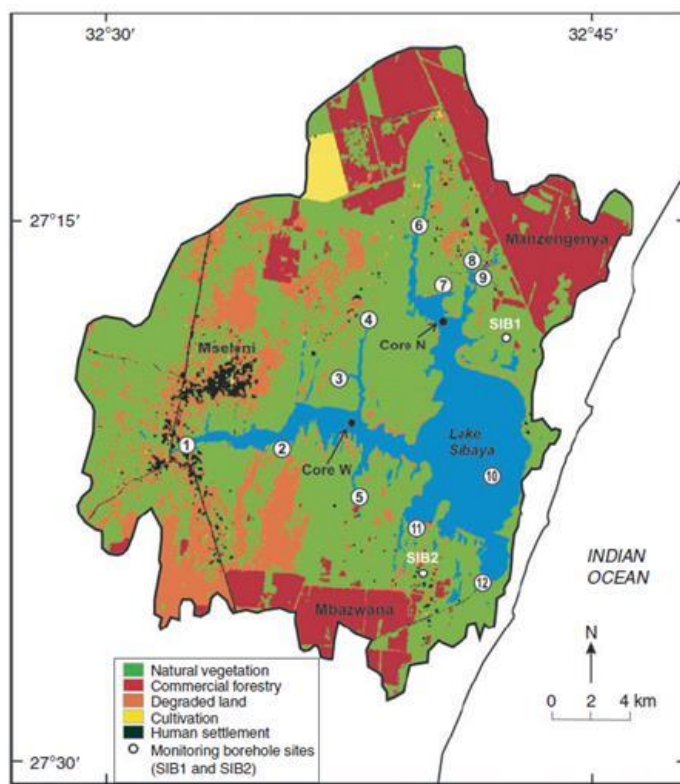 32°30'
32°45'
27°15'
6
Manzengenya
8
7
9
4
Core N
SIB1
Mseleni
3
1
2
Lake
Sibaya
Core W
10
5
11
SIB2
12
INDIAN
OCEAN
Mbazwana
N
Natural vegetation
Commercial forestry
Degraded land
Cultivation
Human settlement
Monitoring borehole sites
(SIB1 and SIB2)
0 2 4 km
27°30'